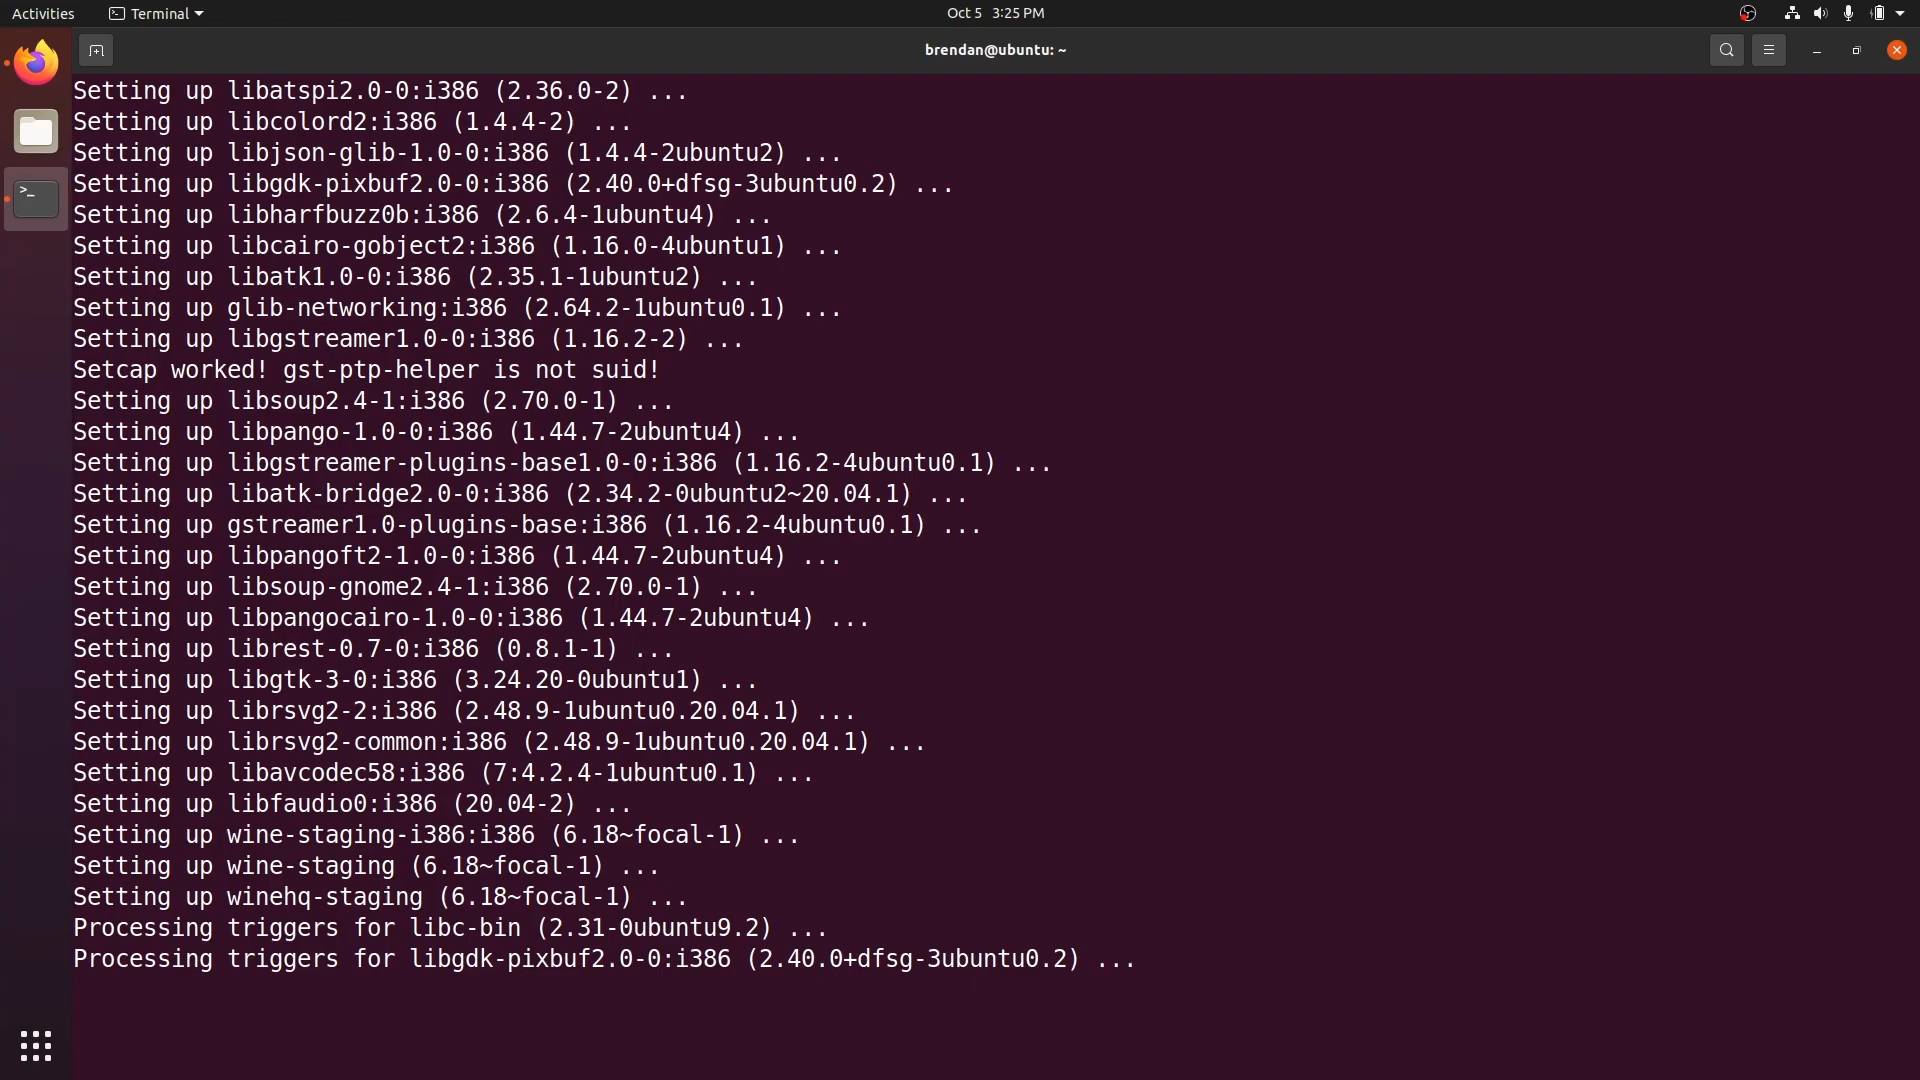 Activities
Terminal
Oct 5 3:25 PM
brendan@ubuntu: ~
Setting up libatspi2.0-0:i386 (2.36.0-2) ...
Setting up libcolord2:i386 (1.4.4-2) ...
Setting up libjson-glib-1.0-0:i386 (1.4.4-2ubuntu2) ...
Setting up libgdk-pixbuf2.0-0:i386 (2.40.0+dfsg-3ubuntu0.2) ...
Setting up libharfbuzz0b:i386 (2.6.4-1ubuntu4) ...
Setting up libcairo-gobject2:i386 (1.16.0-4ubuntu1) ...
Setting up libatk1.0-0:i386 (2.35.1-1ubuntu2) ...
Setting up glib-networking:i386 (2.64.2-1ubuntu0.1) ...
Setting up libgstreamer1.0-0:i386 (1.16.2-2) ...
Setcap worked! gst-ptp-helper is not suid!
Setting up libsoup2.4-1:i386 (2.70.0-1) ...
Setting up libpango-1.0-0:i386 (1.44.7-2ubuntu4) ...
Setting up libgstreamer-plugins-base1.0-0:i386 (1.16.2-4ubuntu0.1) ...
Setting up libatk-bridge2.0-0:i386 (2.34.2-0ubuntu2~20.04.1) ...
Setting up gstreamer1.0-plugins-base:i386 (1.16.2-4ubuntu0.1) ...
Setting up libpangoft2-1.0-0:i386 (1.44.7-2ubuntu4) ...
Setting up libsoup-gnome2.4-1:i386 (2.70.0-1) ...
Setting up libpangocairo-1.0-0:i386 (1.44.7-2ubuntu4) ...
Setting up librest-0.7-0:i386 (0.8.1-1) ...
Setting up libgtk-3-0:i386 (3.24.20-0ubuntu1) ...
Setting up librsvg2-2:i386 (2.48.9-1ubuntu0.20.04.1) ...
Setting up librsvg2-common:i386 (2.48.9-1ubuntu0.20.04.1) ...
Setting up libavcodec58:i386 (7:4.2.4-1ubuntu0.1) ...
Setting up libfaudio0:i386 (20.04-2) ...
Setting up wine-staging-i386:i386 (6.18~focal-1) ...
Setting up wine-staging (6.18~focal-1) ...
Setting up winehq-staging (6.18~focal-1) ...
Processing triggers for libc-bin (2.31-0ubuntu9.2) ...
Processing triggers for libgdk-pixbuf2.0-0:i386 (2.40.0+dfsg-3ubuntu0.2) ...